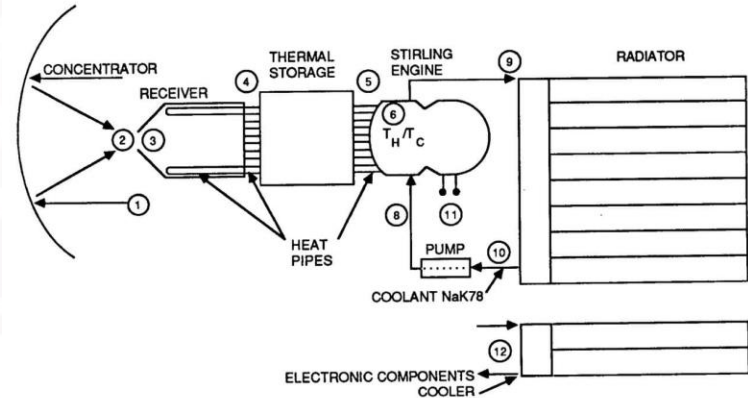 THERMAL
STORAGE
STIRLING
ENGINE
RADIATOR
CONCENTRATOR
RECEIVER
4
5
9
2
3
6
T_H/T_C
1
8
11
HEAT
PIPES
PUMP
10
COOLANT NaK78
12
ELECTRONIC COMPONENTS
COOLER